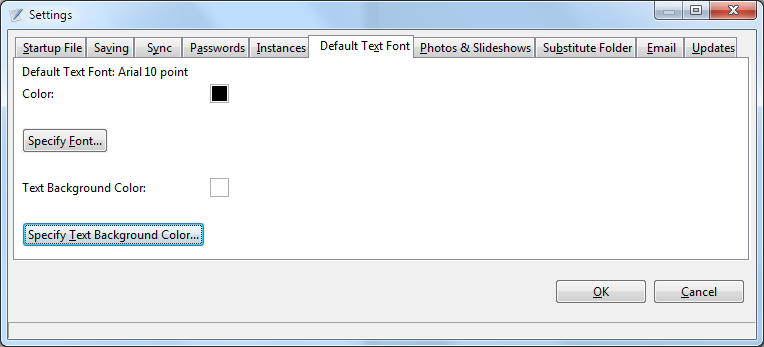 Settings
Startup File Saving Sync Passwords Instances Default Text Font Photos & Slideshows Substitute Folder Email Updates
Default Text Font: Arial 10 point
Color:
Specify Font...
Text Background Color:
Specify Text Background Color...
OK Cancel